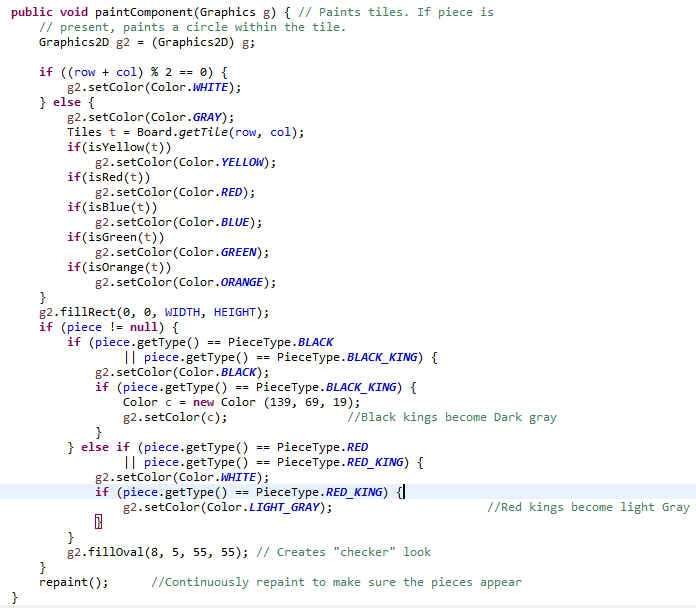 public void paintComponent(Graphics g) { // Paints tiles. If piece is
// present, paints a circle within the tile.
Graphics2D g2 = (Graphics2D) g;
if ((row + col) % 2 == 0) {
g2.setColor(Color.WHITE);
} else {
g2.setColor(Color.GRAY);
Tiles t = Board.getTile(row, col);
if(isYellow(t))
g2.setColor(Color.YELLOW);
if(isRed(t))
g2.setColor(Color.RED);
if(isBlue(t))
g2.setColor(Color.BLUE);
if(isGreen(t))
g2.setColor(Color.GREEN);
if(isOrange(t))
g2.setColor(Color.ORANGE);
}
g2.fillRect(0, 0, WIDTH, HEIGHT);
if (piece != null) {
if (piece.getType() == PieceType.BLACK
|| piece.getType() == PieceType.BLACK_KING) {
g2.setColor(Color.BLACK);
if (piece.getType() == PieceType.BLACK_KING) {
Color c = new Color (139, 69, 19);
g2.setColor(c); //Black kings become Dark gray
}
} else if (piece.getType() == PieceType.RED
|| piece.getType() == PieceType.RED_KING) {
g2.setColor(Color.WHITE);
if (piece.getType() == PieceType.RED_KING) {
g2.setColor(Color.LIGHT_GRAY); //Red kings become light Gray
}
}
g2.fillOval(8, 5, 55, 55); // Creates "checker" look
}
repaint(); //Continuously repaint to make sure the pieces appear
}